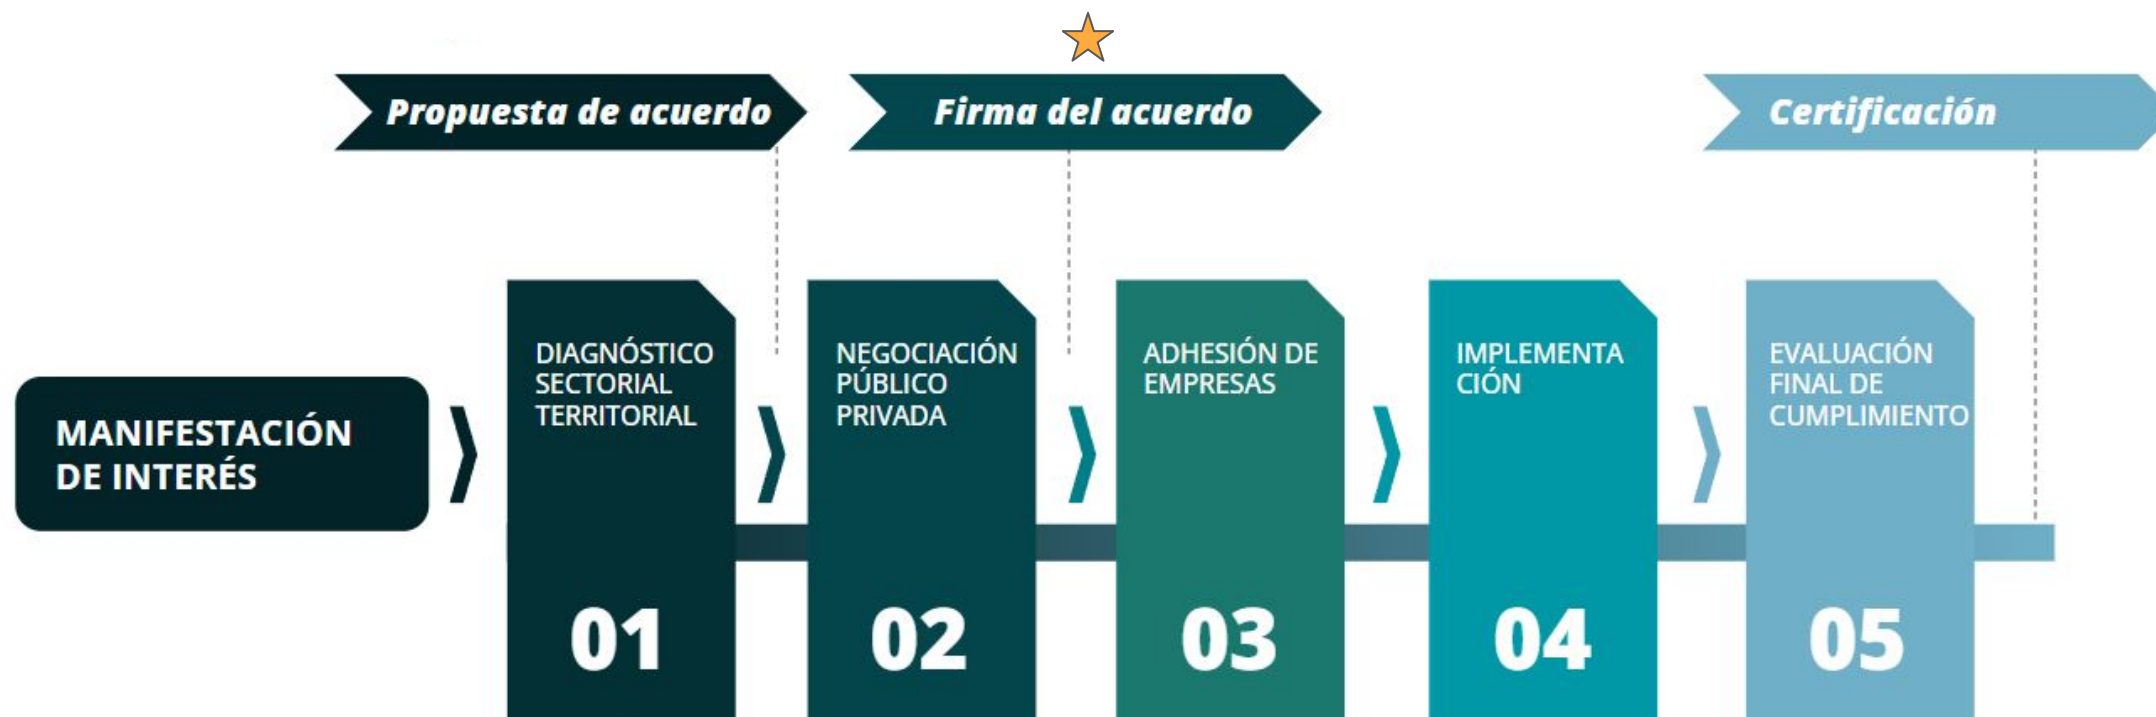 Propuesta de acuerdo
Firma del acuerdo
Certificación
MANIFESTACIÓN
DE INTERÉS
DIAGNÓSTICO
SECTORIAL
TERRITORIAL
01
NEGOCIACIÓN
PÚBLICO
PRIVADA
02
ADHESIÓN DE
EMPRESAS
03
IMPLEMENTA
CIÓN
04
EVALUACIÓN
FINAL DE
CUMPLIMIENTO
05